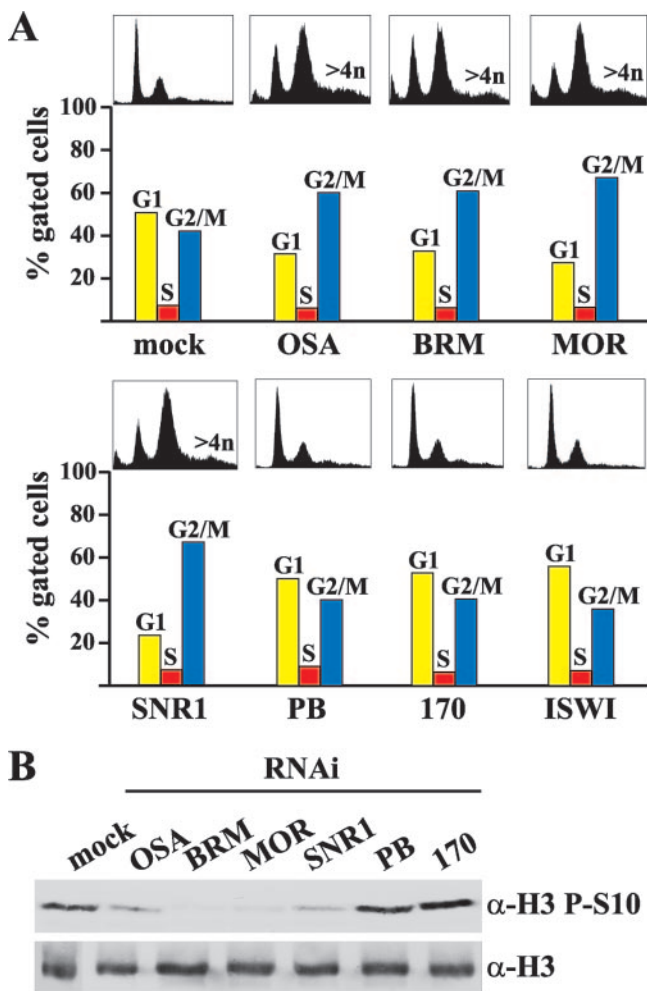 A
>4n >4n >4n
% gated cells
100
80
60
40
20
G1 S G2/M G1 S G2/M G1 S G2/M G1 S G2/M
mock OSA BRM MOR
>4n
% gated cells
100
80
60
40
20
G1 S G2/M G1 S G2/M G1 S G2/M G1 S G2/M
SNR1 PB 170 ISWI
B
RNAi
mock OSA BRM MOR SNR1 PB 170
α-H3 P-S10
α-H3